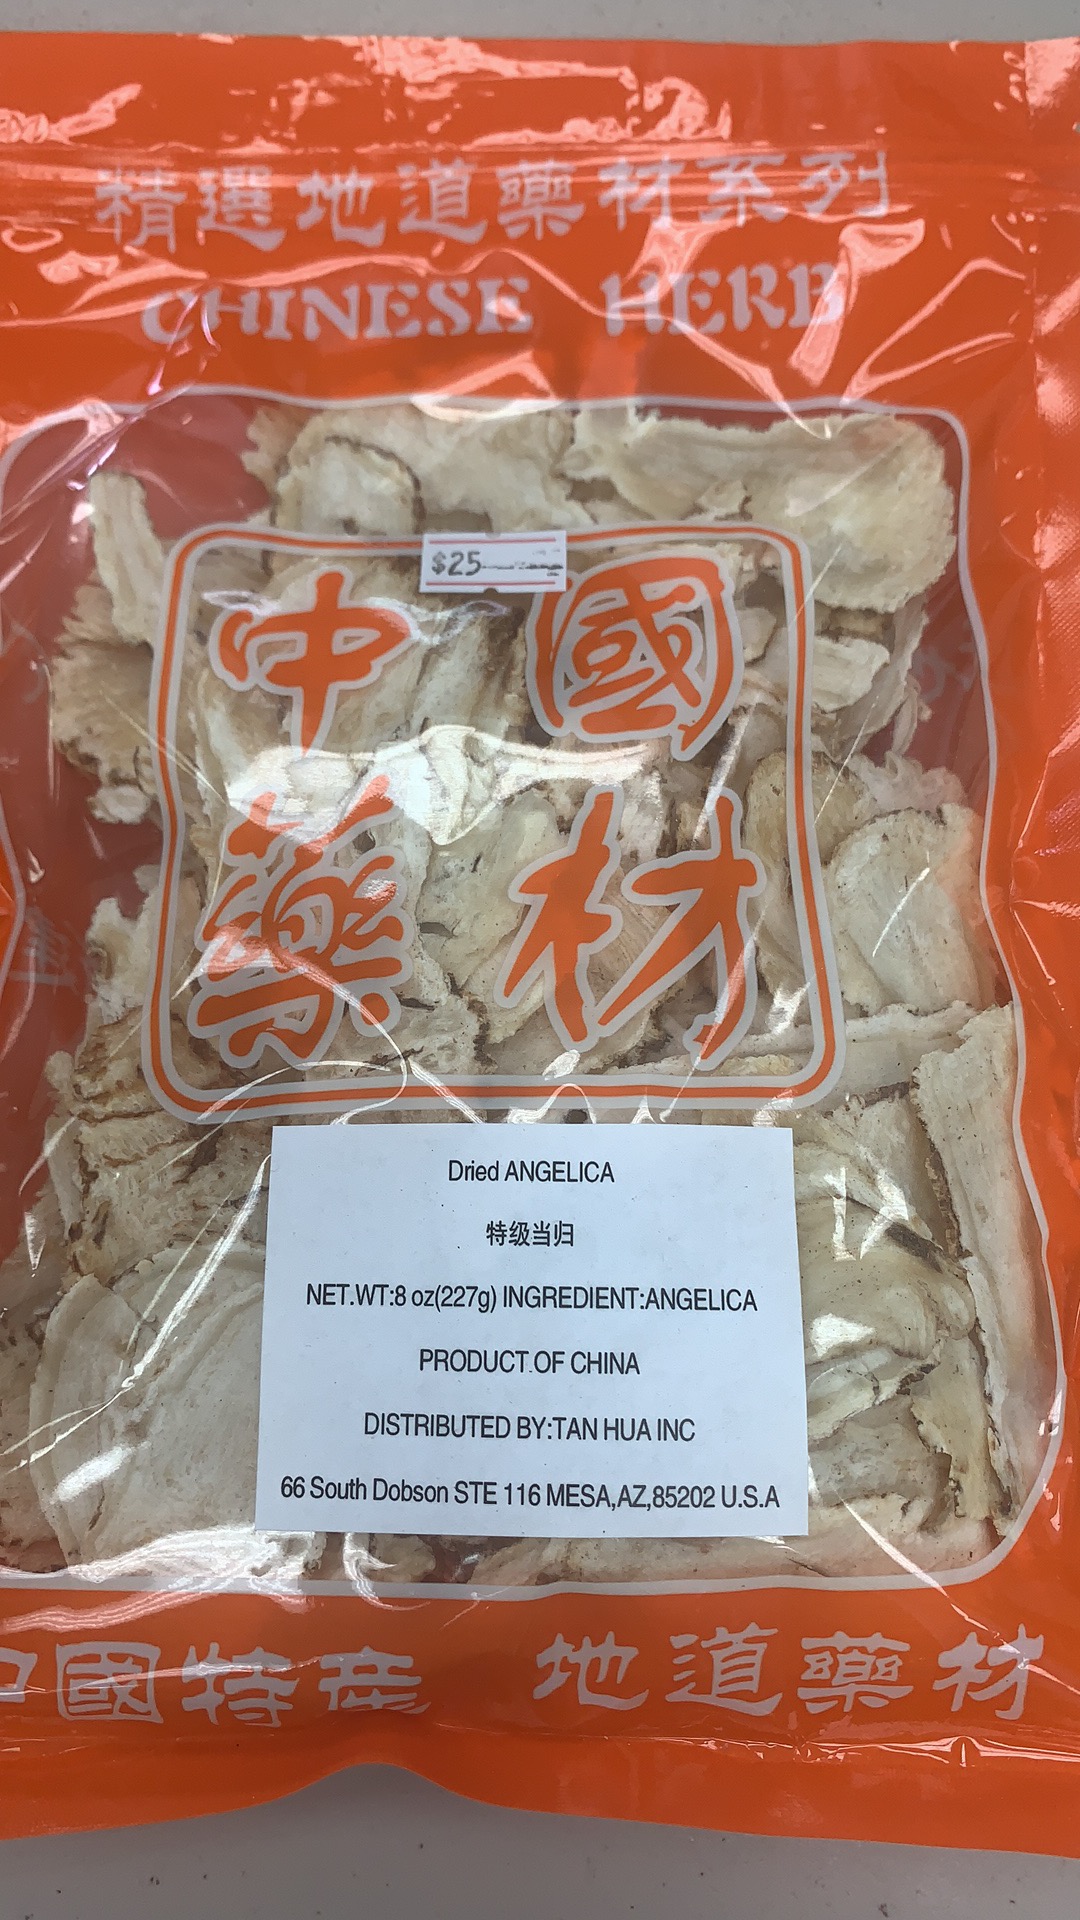 精選地道藥材系列
CHINESE HERB
$25
中國
藥材
Dried ANGELICA
特级当归
NET.WT:8 oz(227g) INGREDIENT:ANGELICA
PRODUCT.OF CHINA
DISTRIBUTED BY:TAN HUA INC
66 South Dobson STE 116 MESA,AZ,85202 U.S.A
中國特産 地道藥材